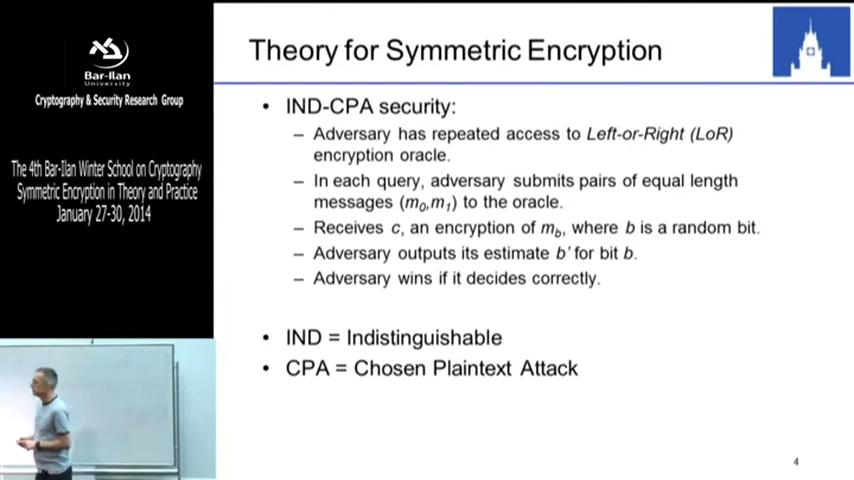 Bar-Ilan
University
Cryptography & Security Research Group
The 4th Bar-Ilan Winter School on Cryptography
Symmetric Encryption in Theory and Practice
January 27-30, 2014
Theory for Symmetric Encryption
• IND-CPA security:
– Adversary has repeated access to Left-or-Right (LoR)
encryption oracle.
– In each query, adversary submits pairs of equal length
messages (m0,m1) to the oracle.
– Receives c, an encryption of mb, where b is a random bit.
– Adversary outputs its estimate b’ for bit b.
– Adversary wins if it decides correctly.
• IND = Indistinguishable
• CPA = Chosen Plaintext Attack
4